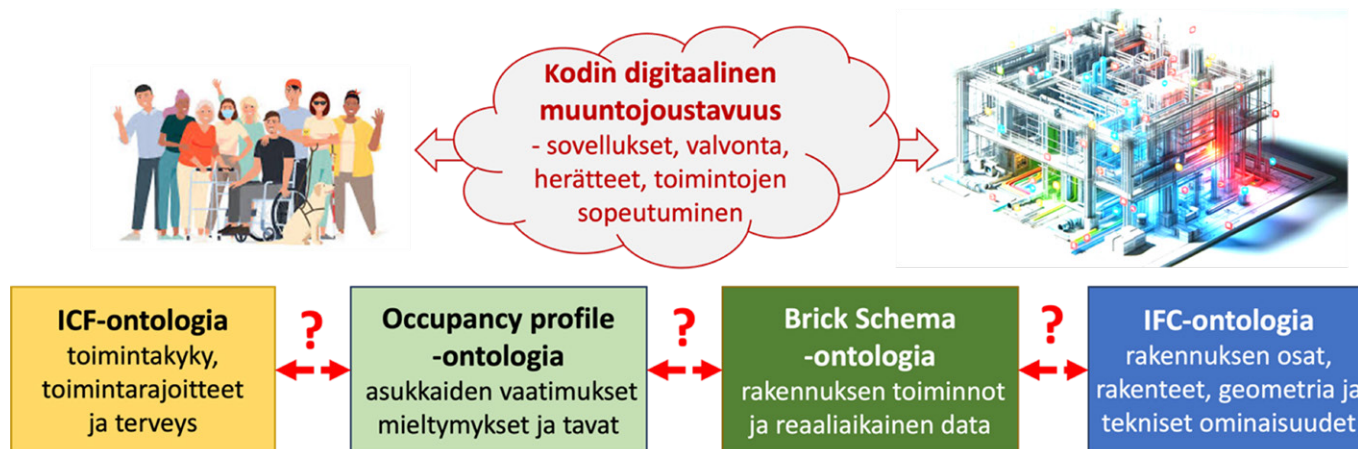 Kodin digitaalinen
muuntojoustavuus
- sovellukset, valvonta,
herätteet, toimintojen
sopeutuminen
ICF-ontologia
toimintakyky,
toimintarajoitteet
ja terveys
?
Occupancy profile
-ontologia
asukkaiden vaatimukset
mieltymykset ja tavat
?
Brick Schema
-ontologia
rakennuksen toiminnot
ja reaaliaikainen data
?
IFC-ontologia
rakennuksen osat,
rakenteet, geometria ja
tekniset ominaisuudet